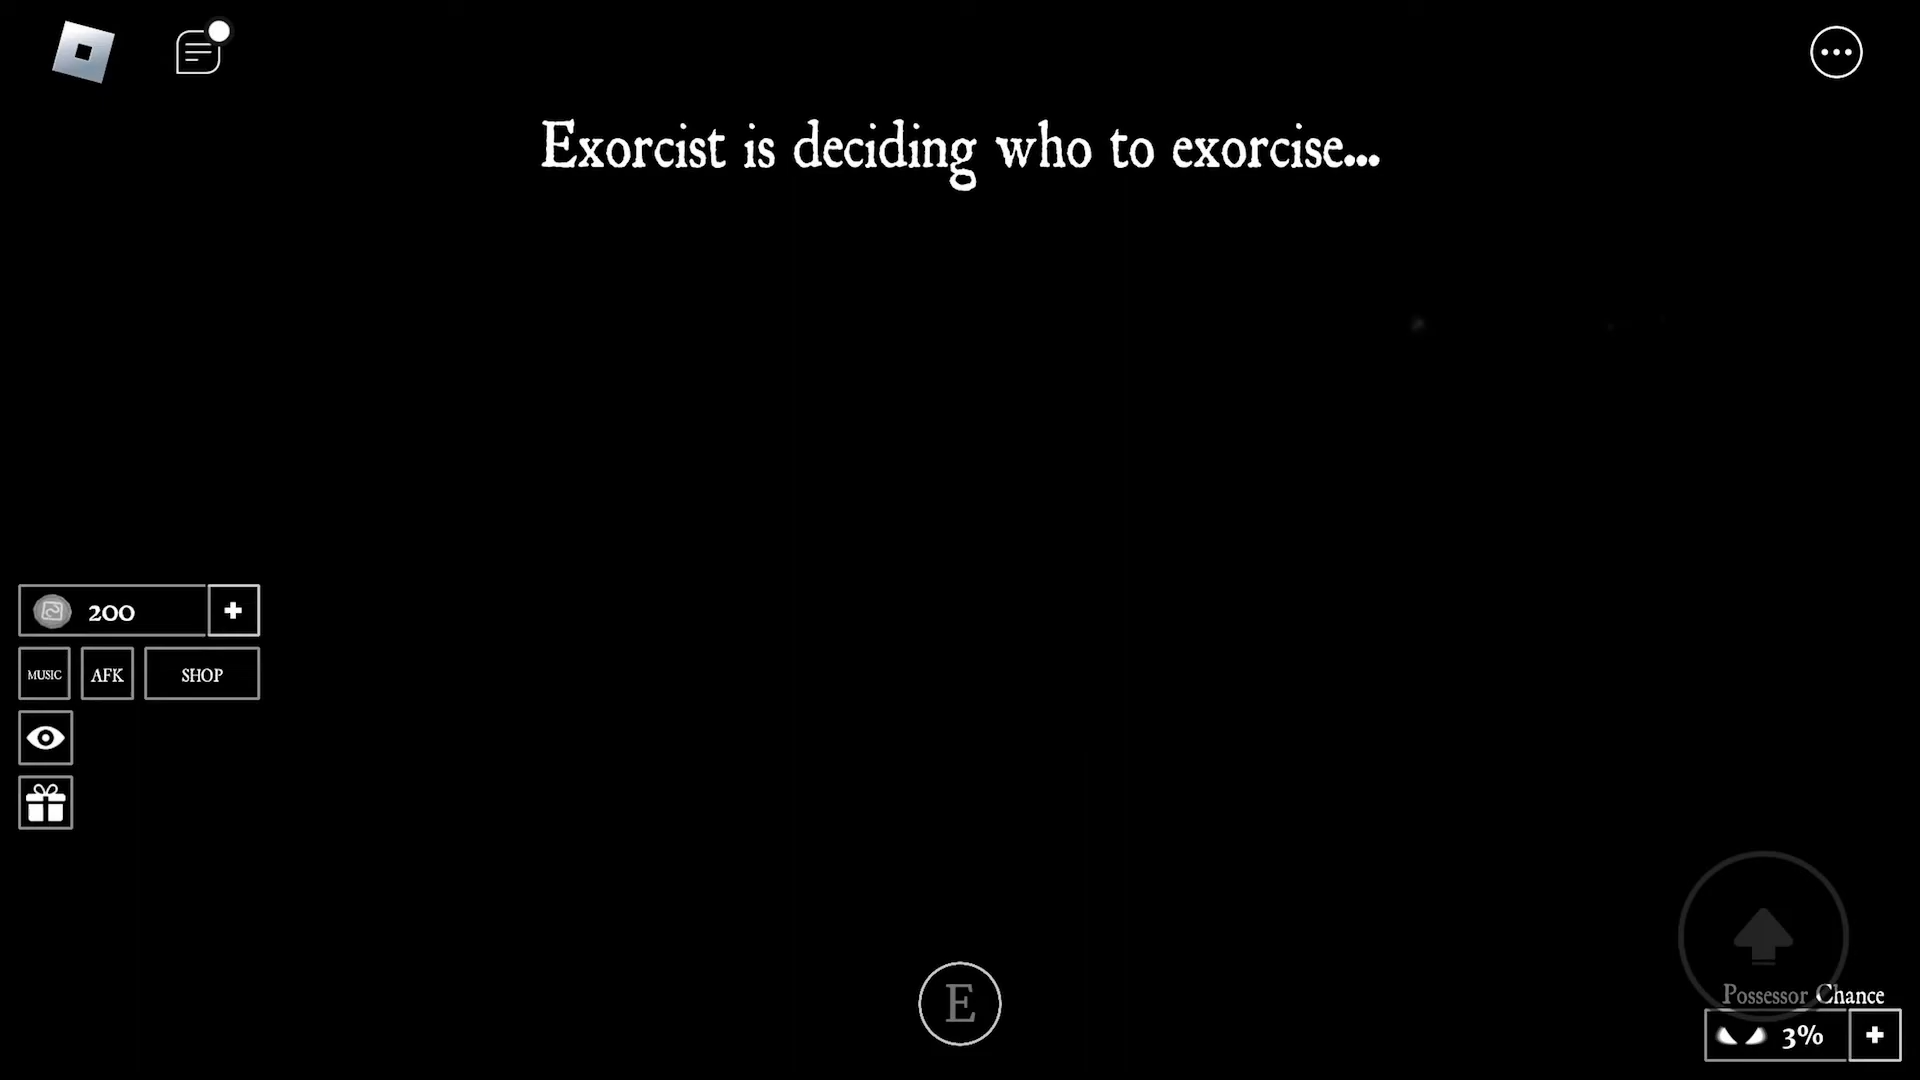 Exorcist is deciding who to exorcise...
200
+
MUSIC
AFK
SHOP
E
Possessor Chance
3%
+